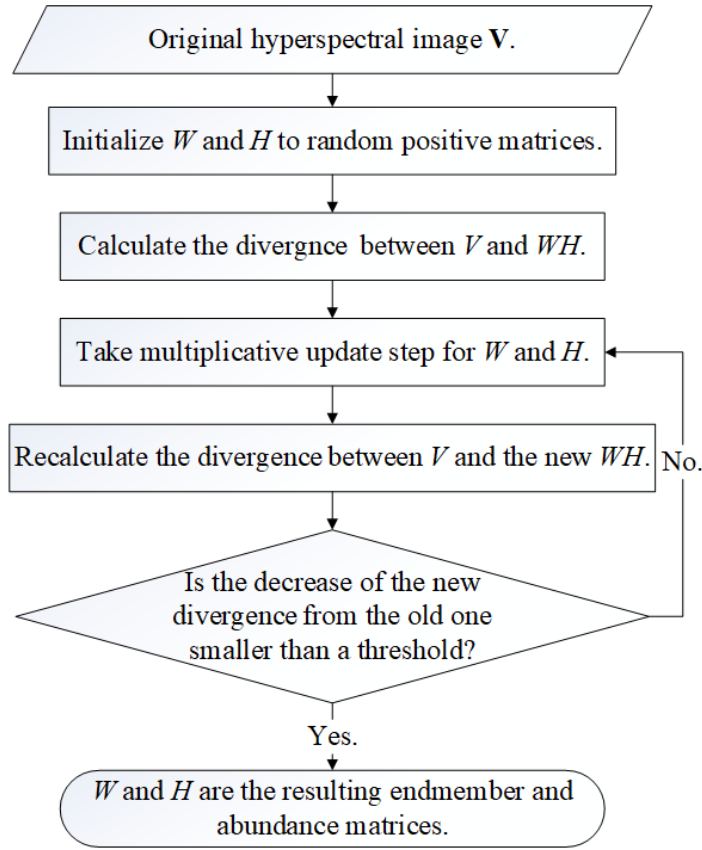 Original hyperspectral image V.
Initialize W and H to random positive matrices.
Calculate the divergnce between V and WH.
Take multiplicative update step for W and H.
Recalculate the divergence between V and the new WH.
No.
Is the decrease of the new
divergence from the old one
smaller than a threshold?
Yes.
W and H are the resulting endmember and
abundance matrices.